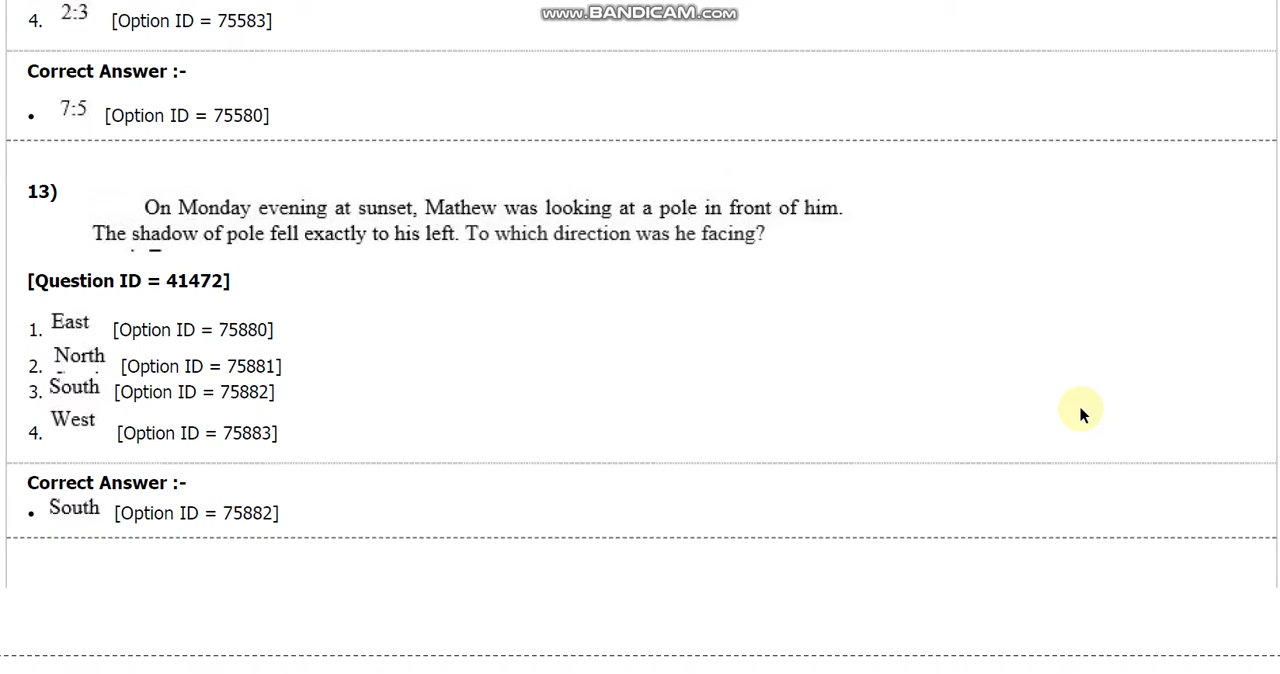 www.BANDICAM.com
4. 2:3 [Option ID = 75583]
Correct Answer :-
• 7:5 [Option ID = 75580]
13)
On Monday evening at sunset, Mathew was looking at a pole in front of him.
The shadow of pole fell exactly to his left. To which direction was he facing?
[Question ID = 41472]
1. East [Option ID = 75880]
2. North [Option ID = 75881]
3. South [Option ID = 75882]
4. West [Option ID = 75883]
Correct Answer :-
• South [Option ID = 75882]